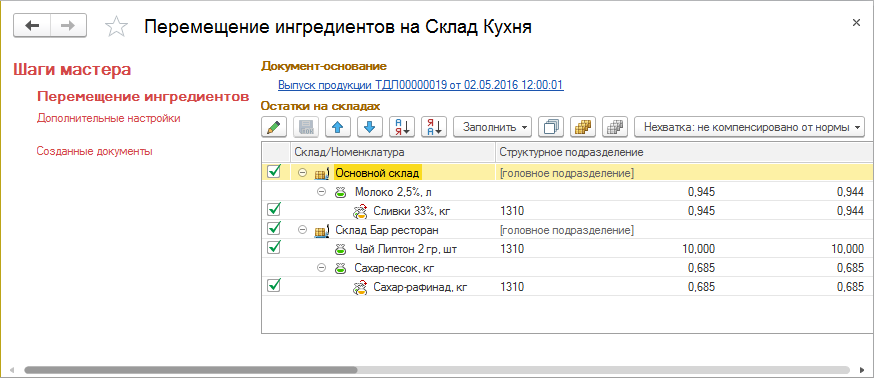 Перемещение ингредиентов на Склад Кухня
Шаги мастера
Перемещение ингредиентов
Дополнительные настройки
Созданные документы
Документ-основание
Выпуск продукции ТДЛ00000019 от 02.05.2016 12:00:01
Остатки на складах
Заполнить
Нехватка: не компенсировано от нормы
Склад/Номенклатура Структурное подразделение
Основной склад [головное подразделение]
Молоко 2,5%, л 0,945 0,944
Сливки 33%, кг 1310 0,945 0,944
Склад Бар ресторан [головное подразделение]
Чай Липтон 2 гр, шт 1310 10,000 10,000
Сахар-песок, кг 0,685 0,685
Сахар-рафинад, кг 1310 0,685 0,685